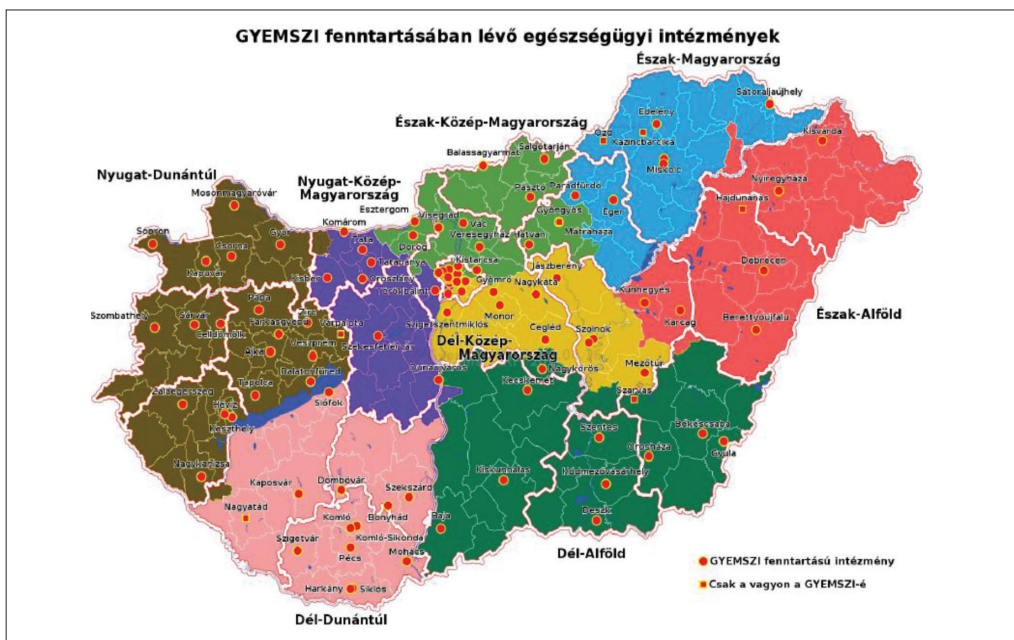 GYEMSZI fenntartásában lévő egészségügyi intézmények
Észak-Magyarország
Sátoraljaújhely
Edelény
Ózd
Kazincbarcika
Kisvárda
Észak-Közép-Magyarország
Salgótarján
Balassagyarmat
Miskolc
Nyíregyháza
Nyugat-Dunántúl
Nyugat-Közép-
Magyarország
Pásztó
Parádfürdő
Mosonmagyaróvár
Esztergom
Visegrád
Gyöngyös
Eger
Hajdúnánás
Vác
Mátraháza
Komárom
Sopron
Győr
Tata
Dorog
Veresegyház
Hatvan
Csorna
Tatabánya
Kistarcsa
Jászberény
Debrecen
Kapuvár
Kisbér
Oroszlány
Törökbálint
Gyömrő
Nagykáta
Kunhegyes
Pápa
Monor
Karcag
Berettyóújfalu
Észak-Alföld
Szombathely
Sárvár
Celldömölk
Várpalota
Szigetszentmiklós
Cegléd
Szolnok
Veszprém
Székesfehérvár
Dél-Közép-
Magyarország
Ajka
Mezőtúr
Balatonfüred
Dunaújváros
Nagykőrös
Tapolca
Kecskemét
Szarvas
Zalaegerszeg
Hévíz
Siófok
Keszthely
Szentes
Békéscsaba
Orosháza
Gyula
Nagykanizsa
Kiskunhalas
Hódmezővásárhely
Kaposvár
Dombóvár
Szekszárd
Nagyatád
Bonyhád
Baja
Deszk
Komló
Komló-Sikonda
Szigetvár
Pécs
Mohács
Dél-Alföld
Harkány
Siklós
Dél-Dunántúl
GYEMSZI fenntartású intézmény
Csak a vagyon a GYEMSZI-é